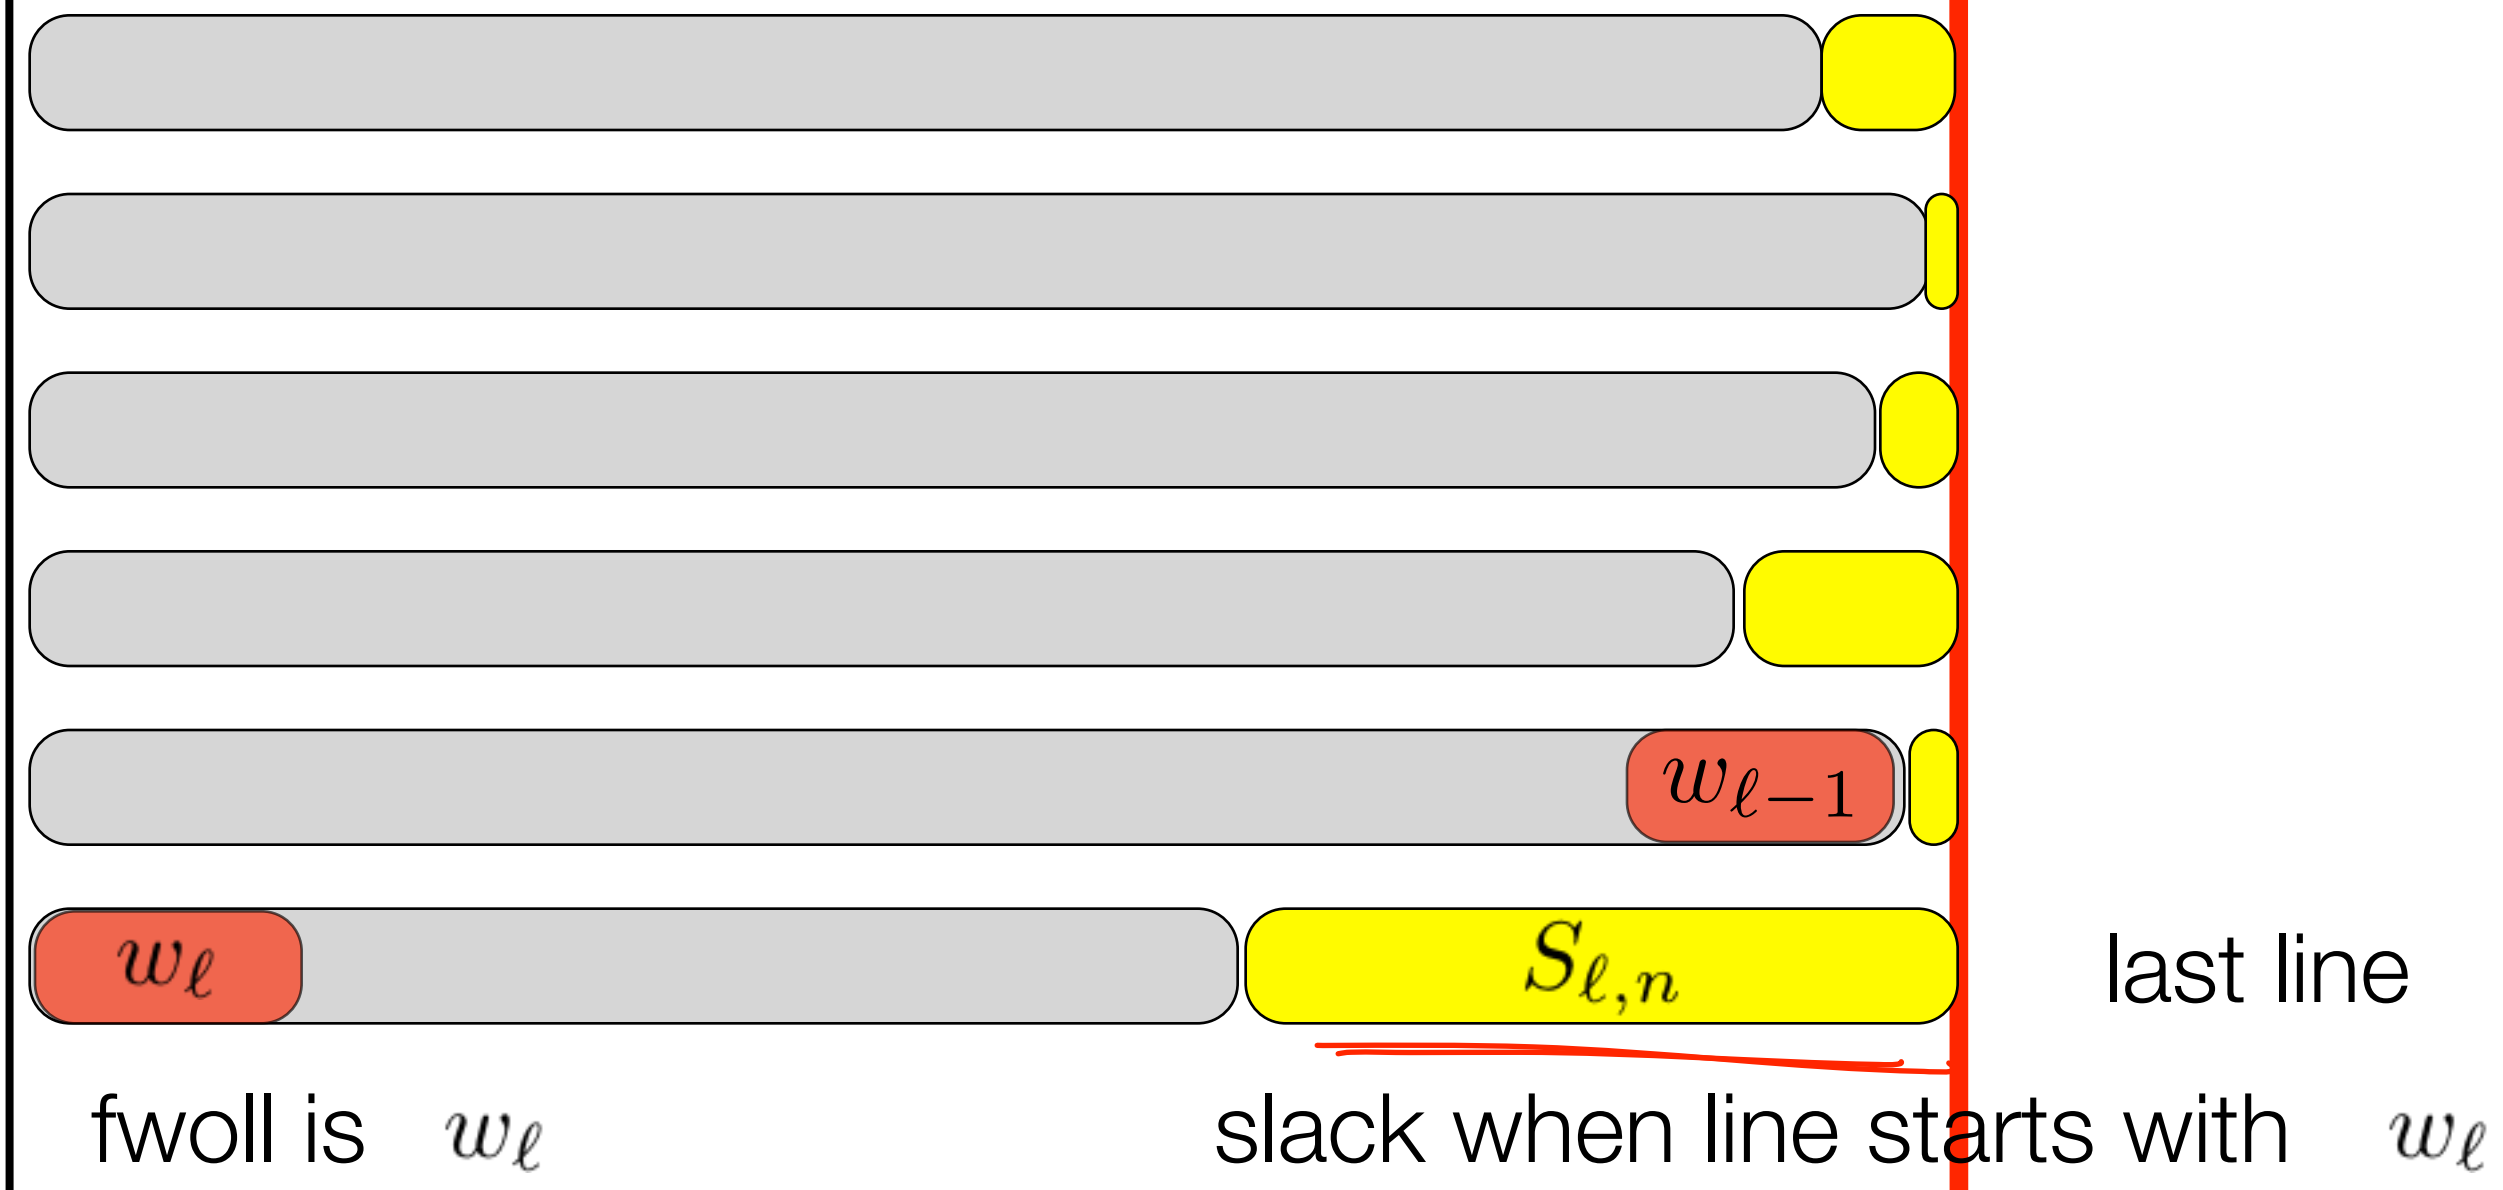 w_{ℓ-1}
w_ℓ S_{ℓ,n} last line
fwoll is w_ℓ slack when line starts with w_ℓ